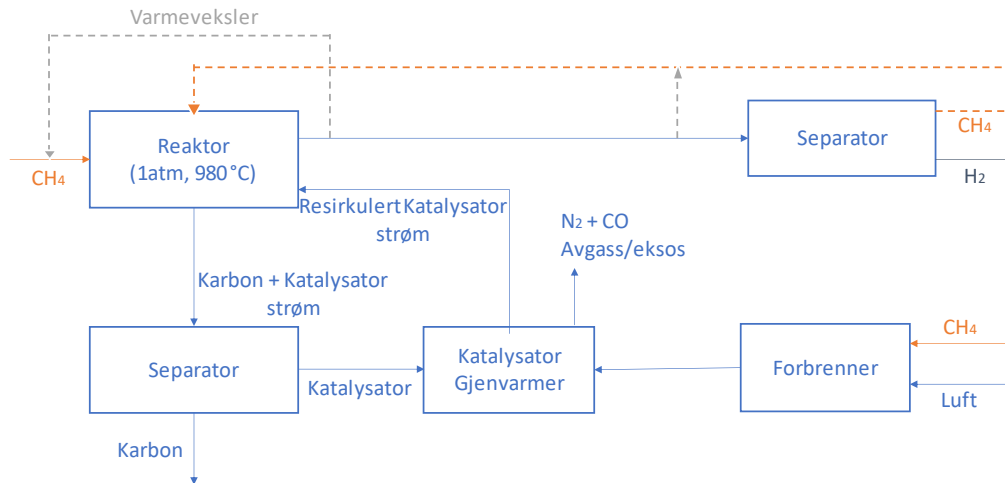 Varmeveksler
Reaktor
(1atm, 980°C)
CH₄
Separator
CH₄
H₂
Resirkulert Katalysator
strøm
N₂ + CO
Avgass/eksos
Karbon + Katalysator
strøm
Separator
Katalysator
Katalysator
Gjenvarmer
Forbrenner
CH₄
Luft
Karbon